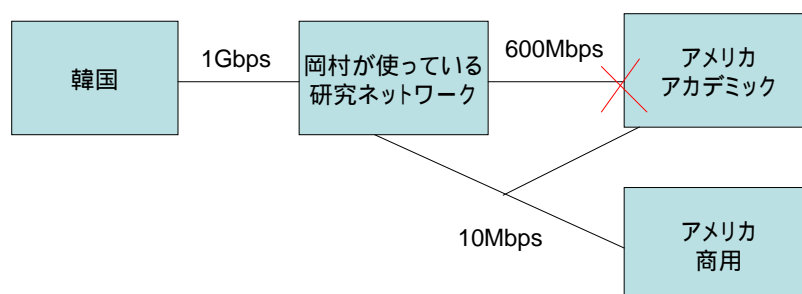 韓国
1Gbps
岡村が使っている
研究ネットワーク
600Mbps
アメリカ
アカデミック
10Mbps
アメリカ
商用